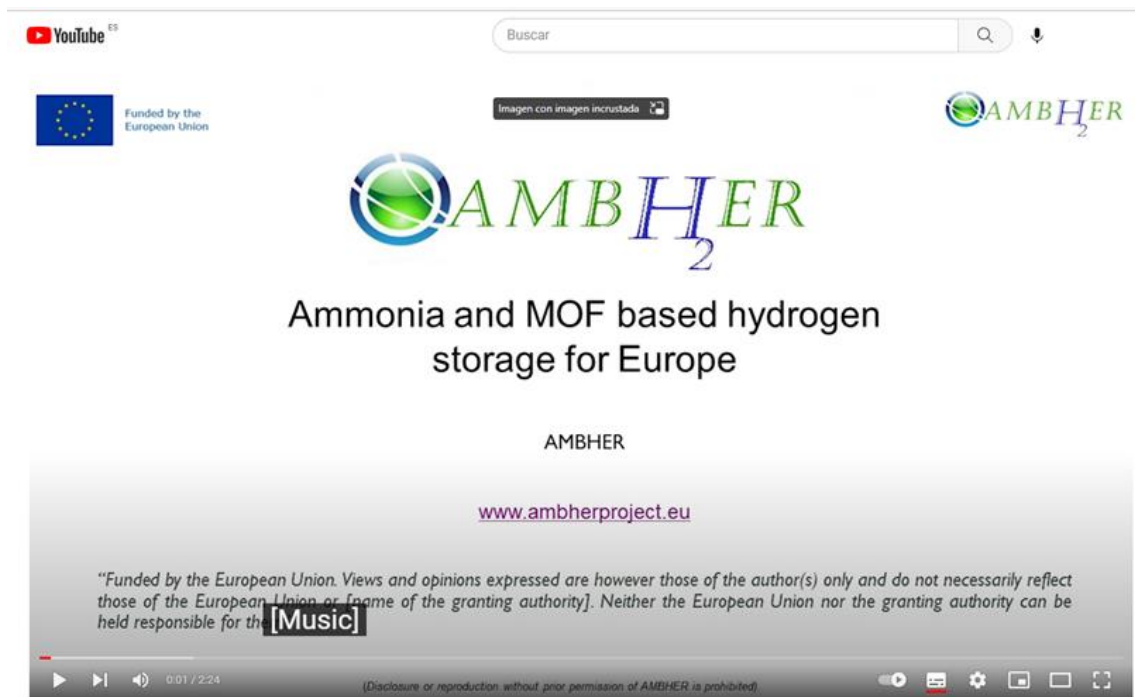 YouTube ES
Buscar
Funded by the
European Union
Imagen con imagen incrustada
AMBH2ER
AMBH2ER
Ammonia and MOF based hydrogen
storage for Europe
AMBHER
www.ambherproject.eu
“Funded by the European Union. Views and opinions expressed are however those of the author(s) only and do not necessarily reflect
those of the European Union or [name of the granting authority]. Neither the European Union nor the granting authority can be
held responsible for the
[Music]
0:01 / 2:24
(Disclosure or reproduction without prior permission of AMBHER is prohibited)